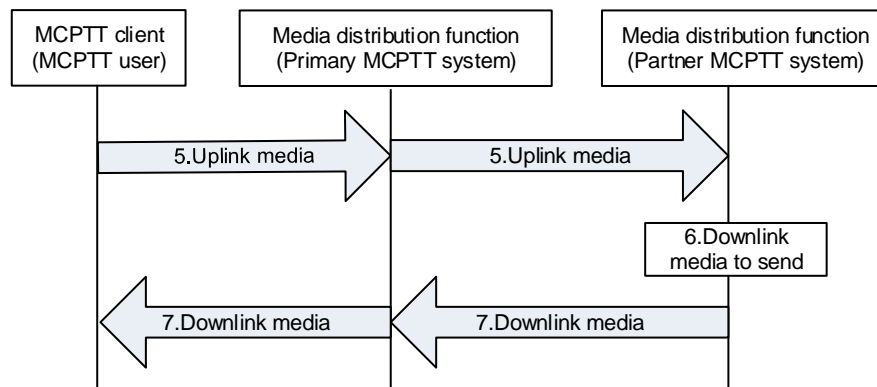 MCPTT client
(MCPTT user)
Media distribution function
(Primary MCPTT system)
Media distribution function
(Partner MCPTT system)
5.Uplink media
5.Uplink media
6.Downlink
media to send
7.Downlink media
7.Downlink media